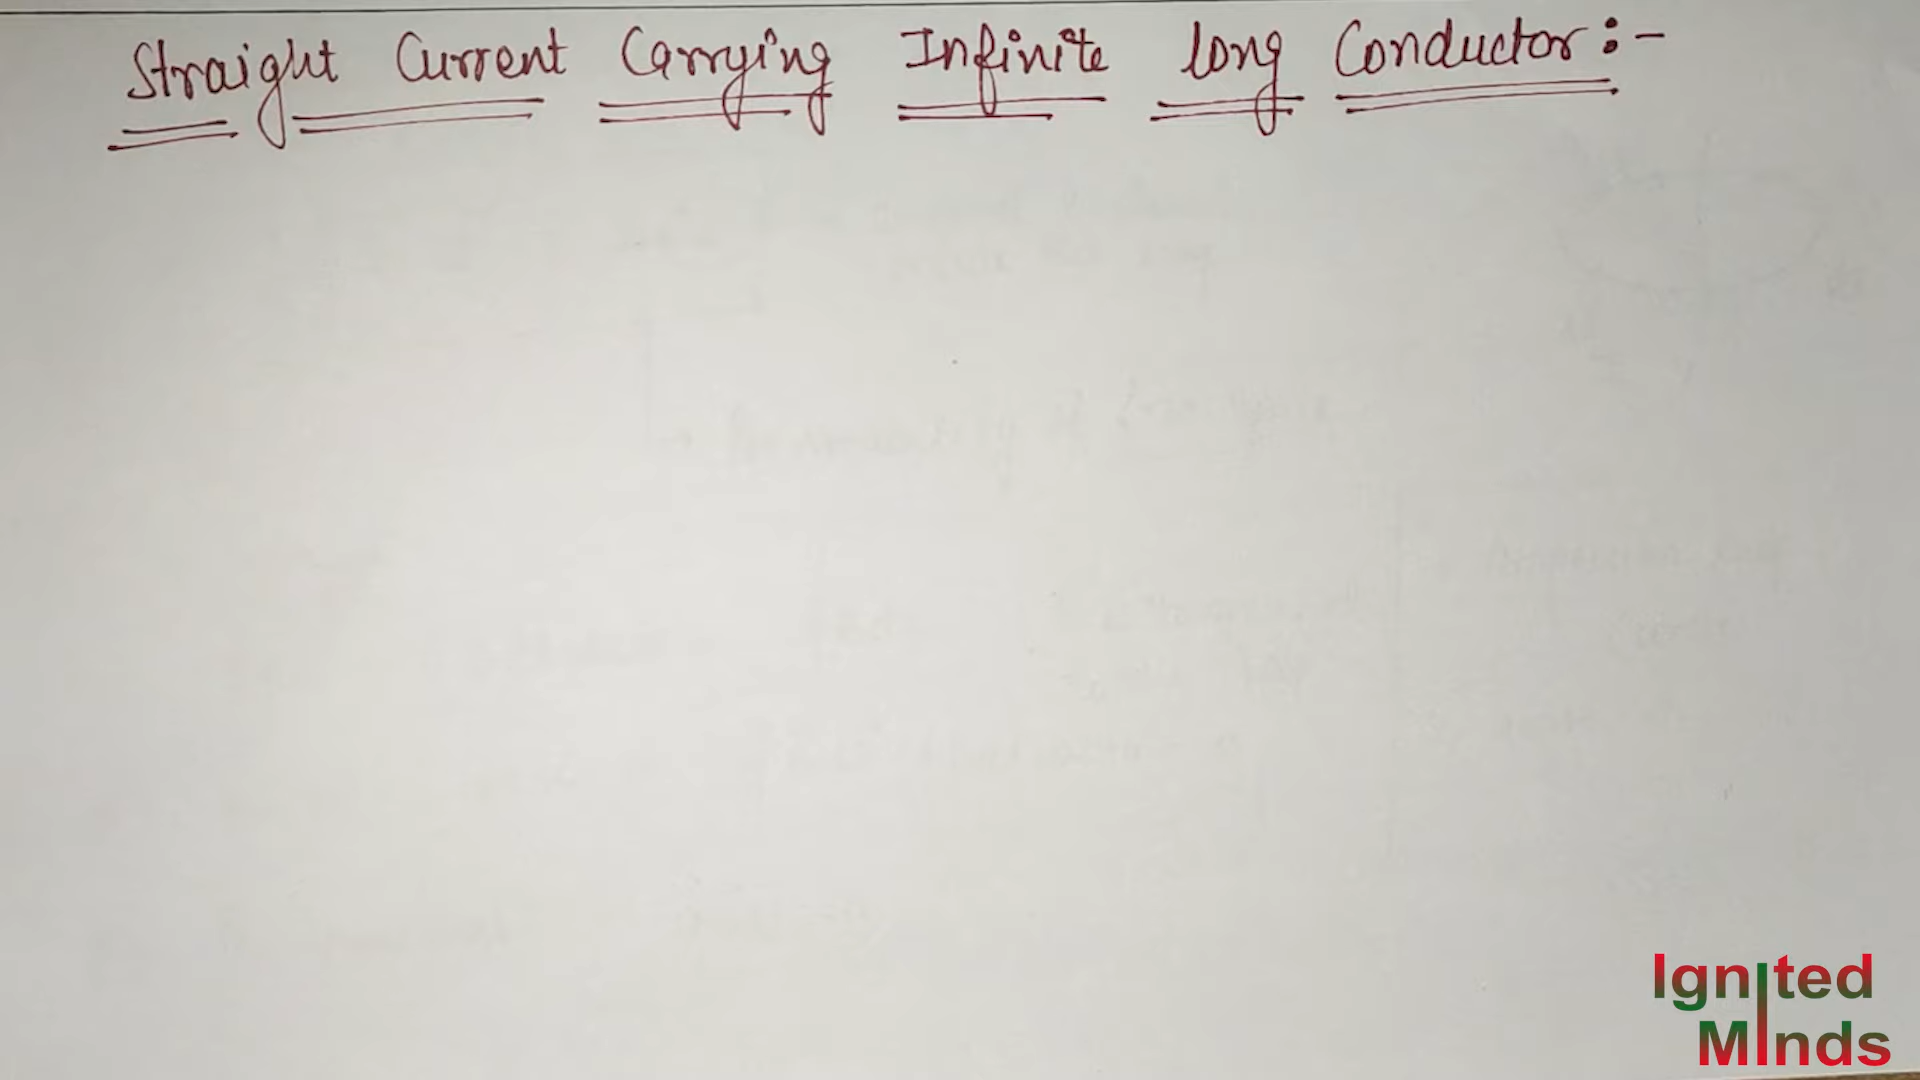 Straight Current Carrying Infinite long Conductor:-
Ignited
Minds